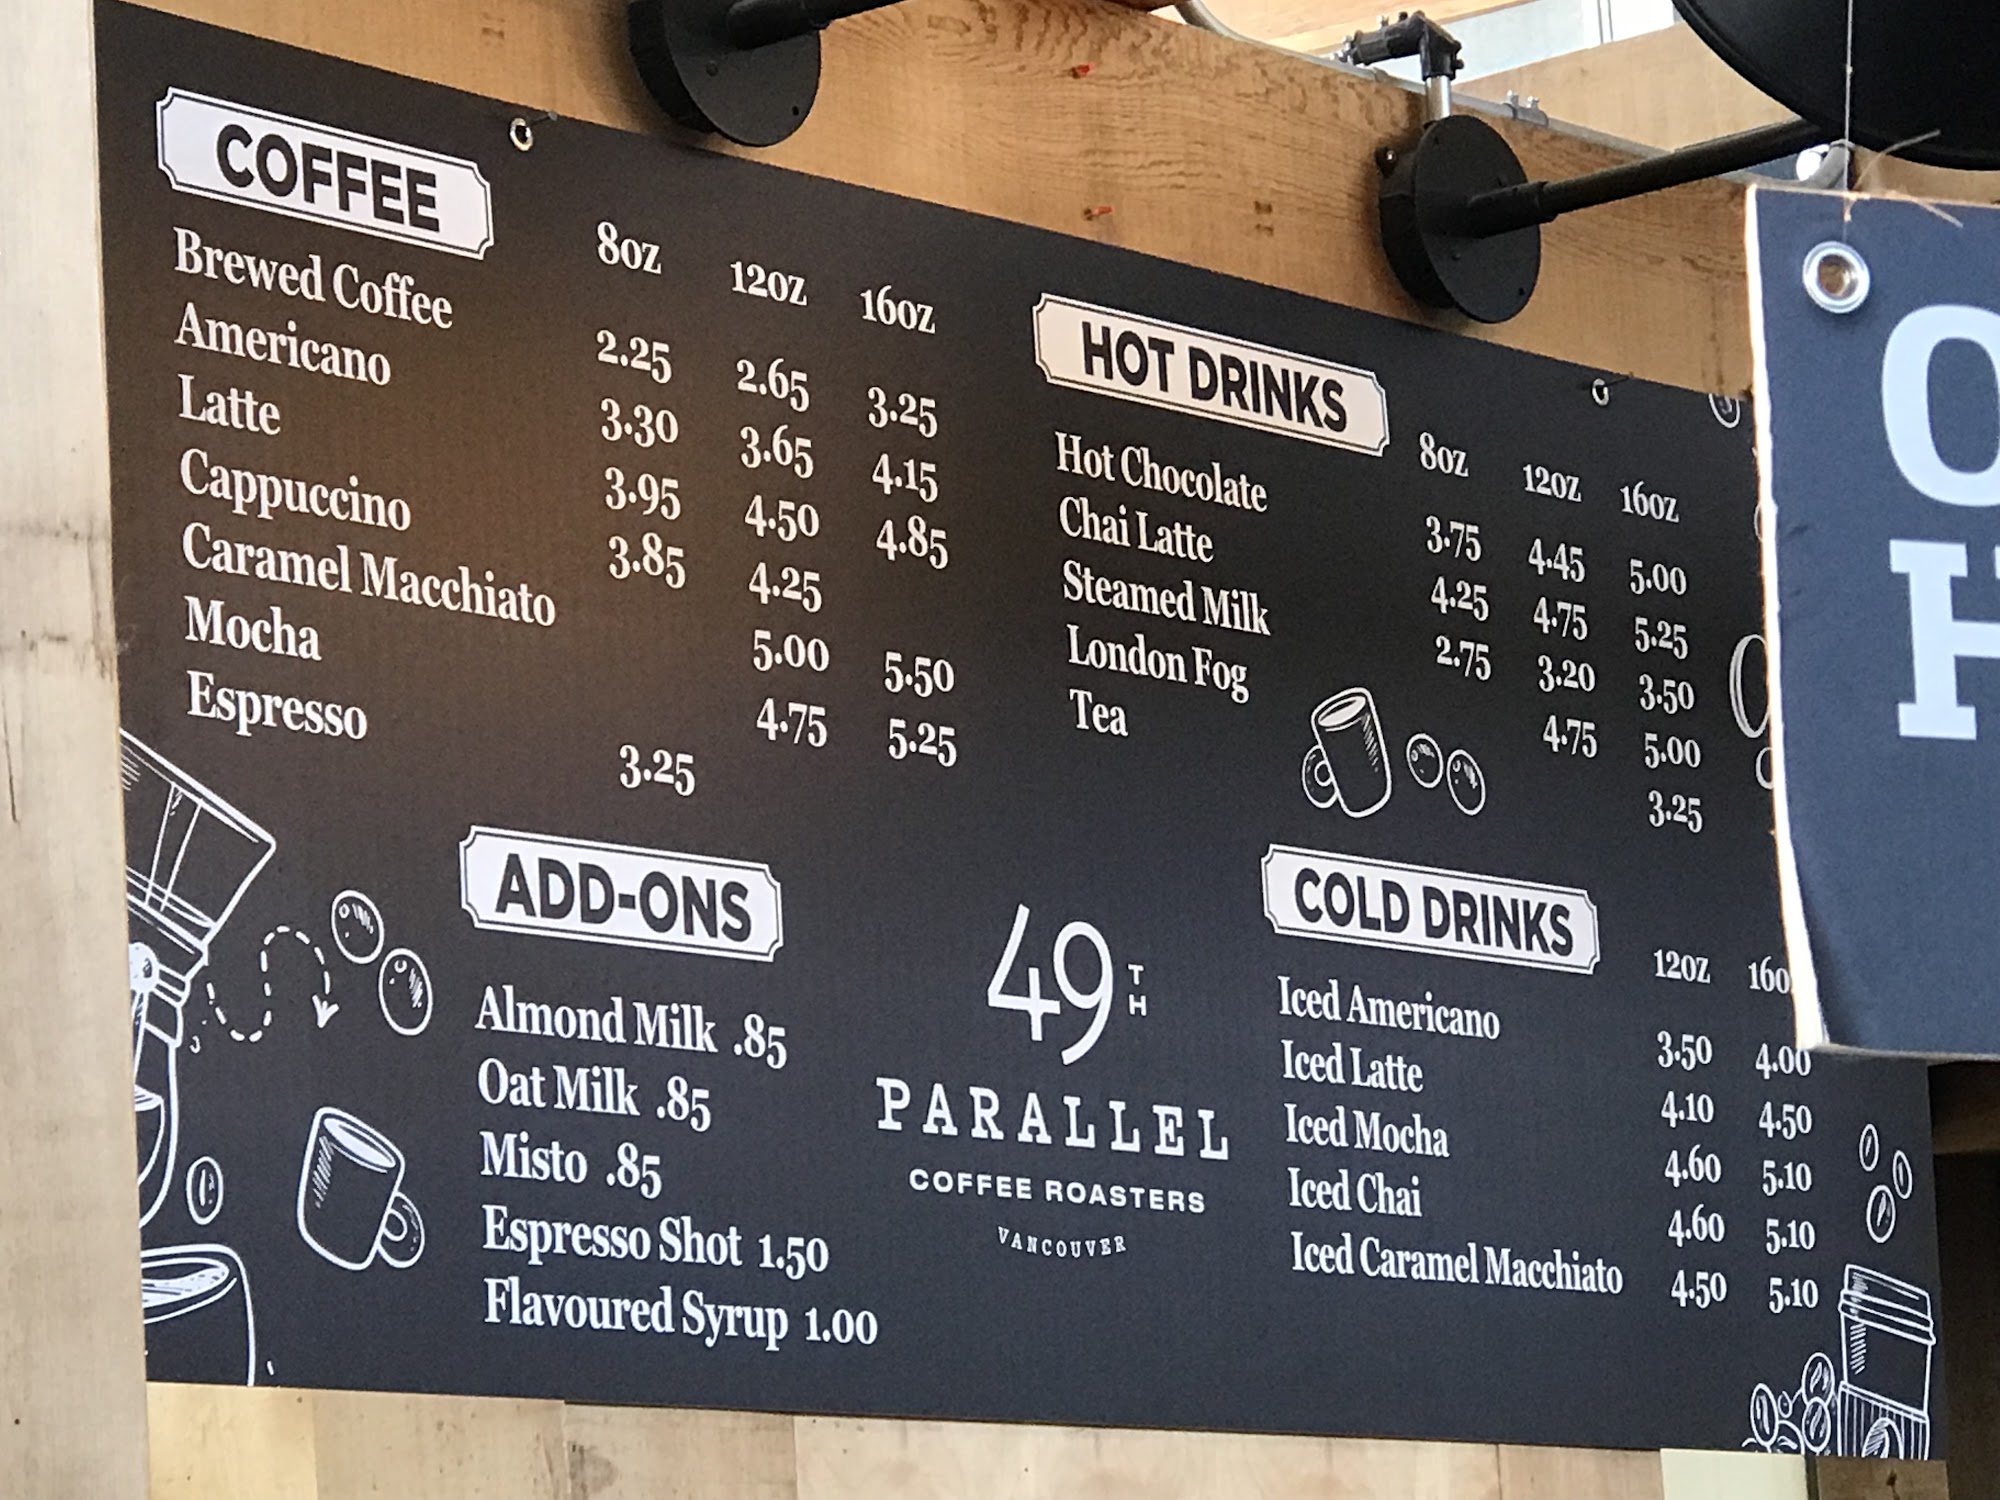 COFFEE
8oz 12oz 16oz
Brewed Coffee 2.25 2.65 3.25
Americano 3.30 3.65 4.15
Latte 3.95 4.50 4.85
Cappuccino 3.85 4.25
Caramel Macchiato 5.00 5.50
Mocha 4.75 5.25
Espresso 3.25
HOT DRINKS
8oz 12oz 16oz
Hot Chocolate 3.75 4.45 5.00
Chai Latte 4.25 4.75 5.25
Steamed Milk 2.75 3.20 3.50
London Fog 4.75 5.00
Tea 3.25
ADD-ONS
Almond Milk .85
Oat Milk .85
Misto .85
Espresso Shot 1.50
Flavoured Syrup 1.00
49TH
PARALLEL
COFFEE ROASTERS
VANCOUVER
COLD DRINKS
12oz 16o
Iced Americano 3.50 4.00
Iced Latte 4.10 4.50
Iced Mocha 4.60 5.10
Iced Chai 4.60 5.10
Iced Caramel Macchiato 4.50 5.10
O
H